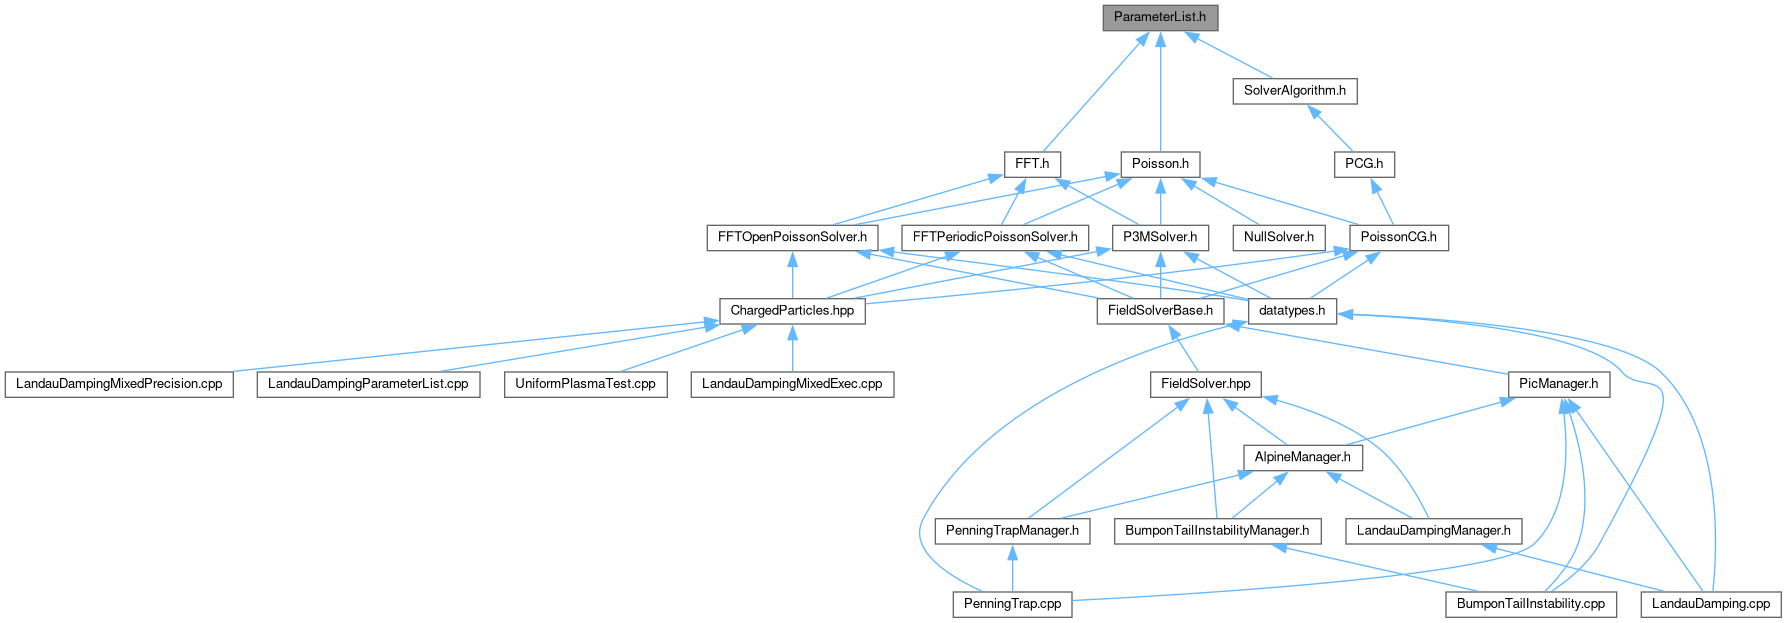 ParameterList.h
SolverAlgorithm.h
FFT.h
Poisson.h
PCG.h
FFTOpenPoissonSolver.h
FFTPeriodicPoissonSolver.h
P3MSolver.h
NullSolver.h
PoissonCG.h
ChargedParticles.hpp
FieldSolverBase.h
datatypes.h
LandauDampingMixedPrecision.cpp
LandauDampingParameterList.cpp
UniformPlasmaTest.cpp
LandauDampingMixedExec.cpp
FieldSolver.hpp
PicManager.h
AlpineManager.h
PenningTrapManager.h
BumponTailInstabilityManager.h
LandauDampingManager.h
PenningTrap.cpp
BumponTailInstability.cpp
LandauDamping.cpp